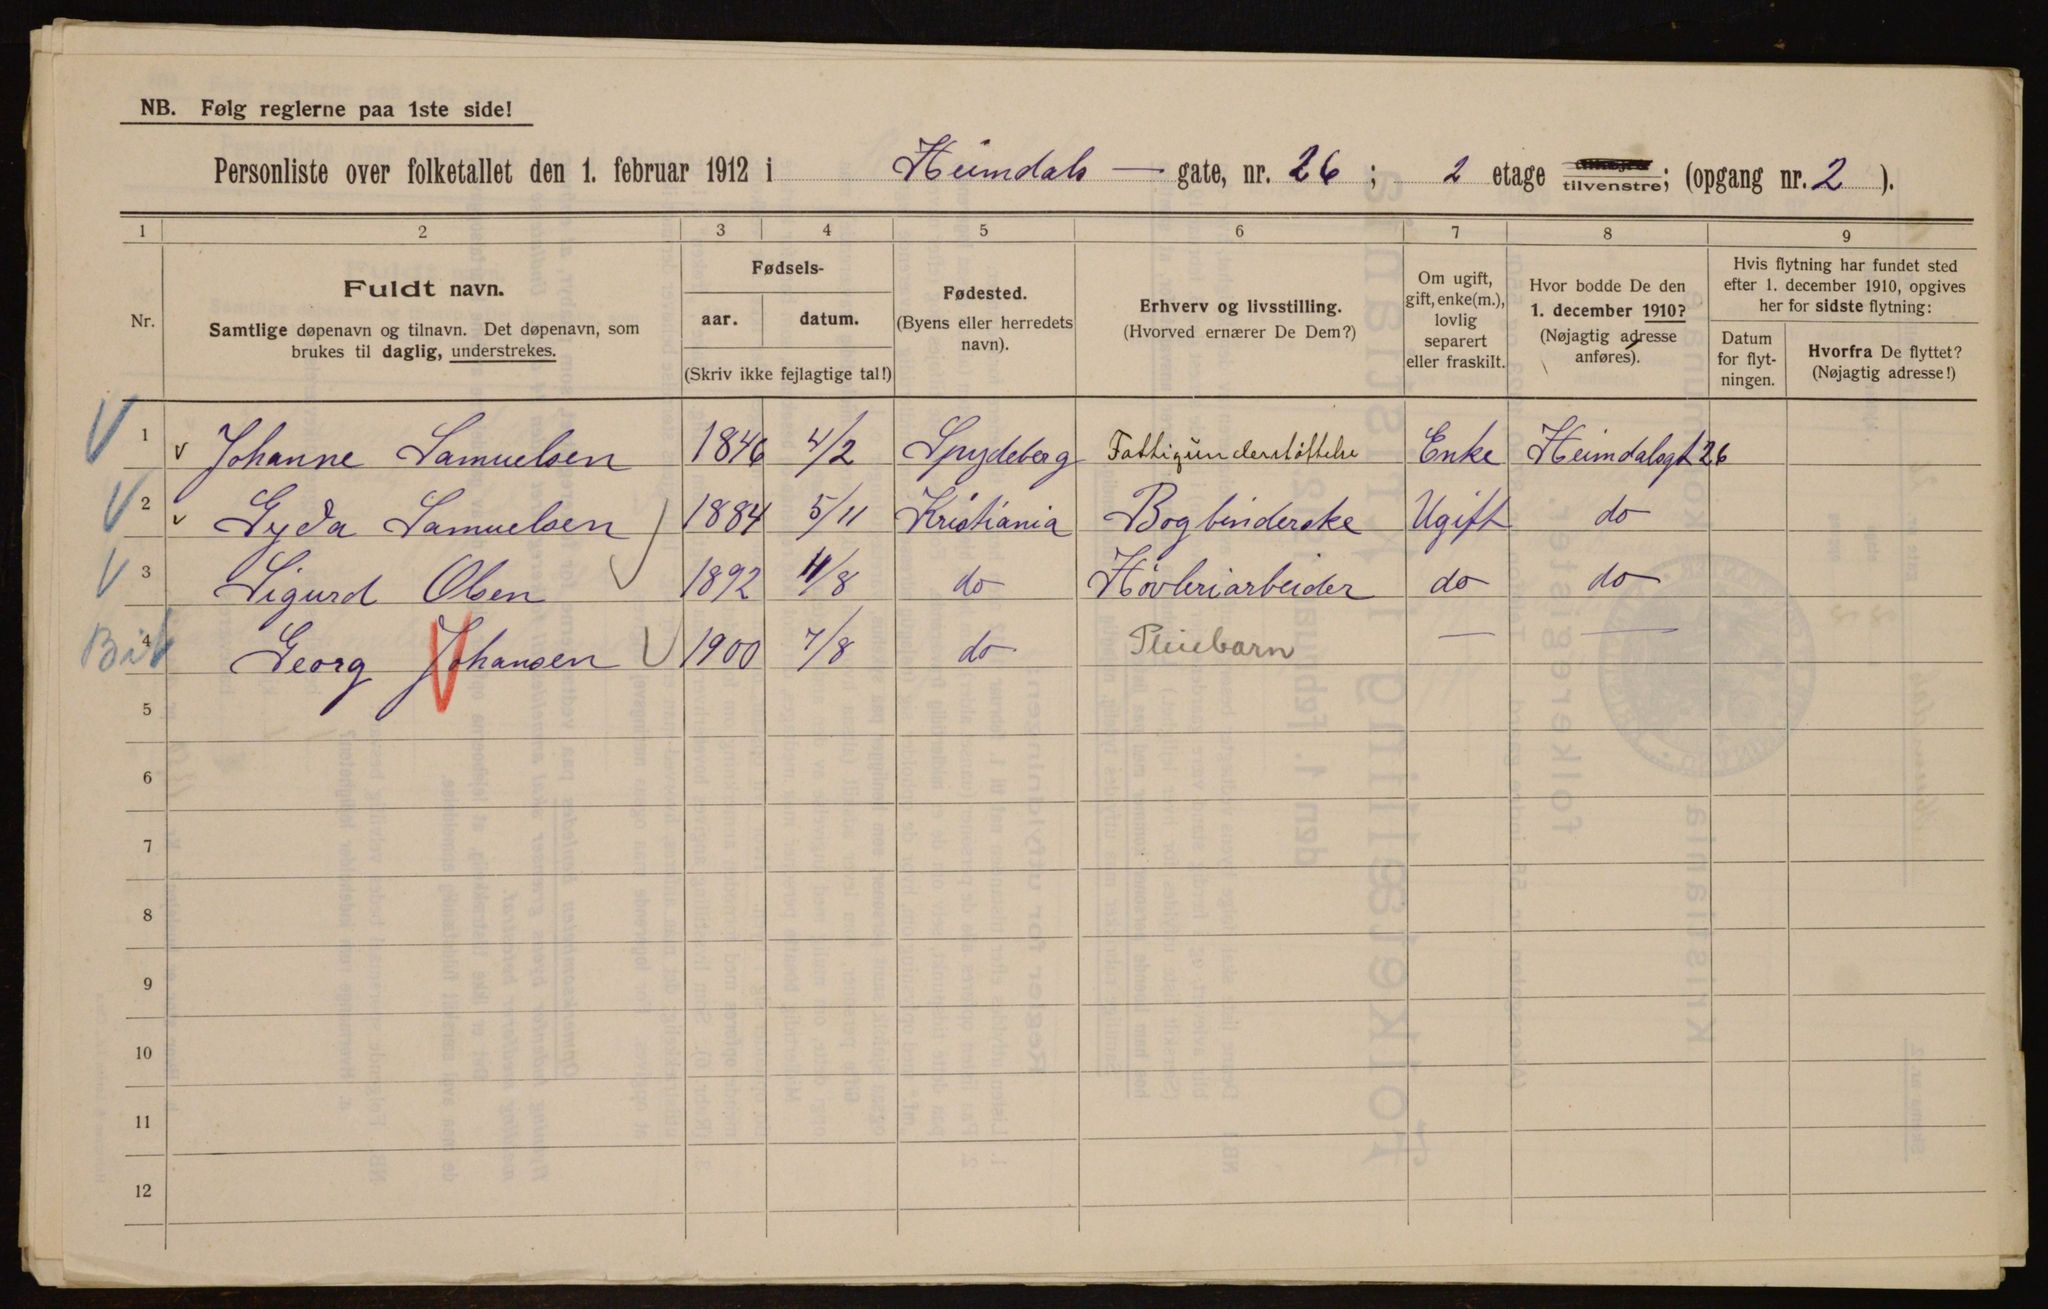 NB. Følg reglerne paa 1ste side!
Personliste over folketallet den 1. februar 1912 i Heimdals — gate, nr. 26 ; 2 etage tilvenstre; (opgang nr. 2 ).
1 2 3 4 5 6 7 8 9
Nr.
Fuldt navn.
Samtlige døpenavn og tilnavn. Det døpenavn, som
brukes til daglig, understrekes.
Fødsels-
aar. datum.
(Skriv ikke fejlagtige tal!)
Fødested.
(Byens eller herredets
navn).
Erhverv og livsstilling.
(Hvorved ernærer De Dem?)
Om ugift,
gift, enke(m.),
lovlig
separert
eller fraskilt.
Hvor bodde De den
1. december 1910?
(Nøjagtig adresse
anføres).
Hvis flytning har fundet sted
efter 1. december 1910, opgives
her for sidste flytning:
Datum
for flyt-
ningen.
Hvorfra De flyttet?
(Nøjagtig adresse!)
1 Johanne Samuelsen 1846 4/2 Spydeberg Fattigunderstøttelse Enke Heimdalsgt 26
2 Gyda Samuelsen 1884 5/11 Kristiania Bogbinderske Ugift do
3 Sigurd Olsen 1892 11/8 do Høvleriarbeider do do
4 Georg Johansen 1900 7/8 do Pleiebarn — —
5
6
7
8
9
10
11
12